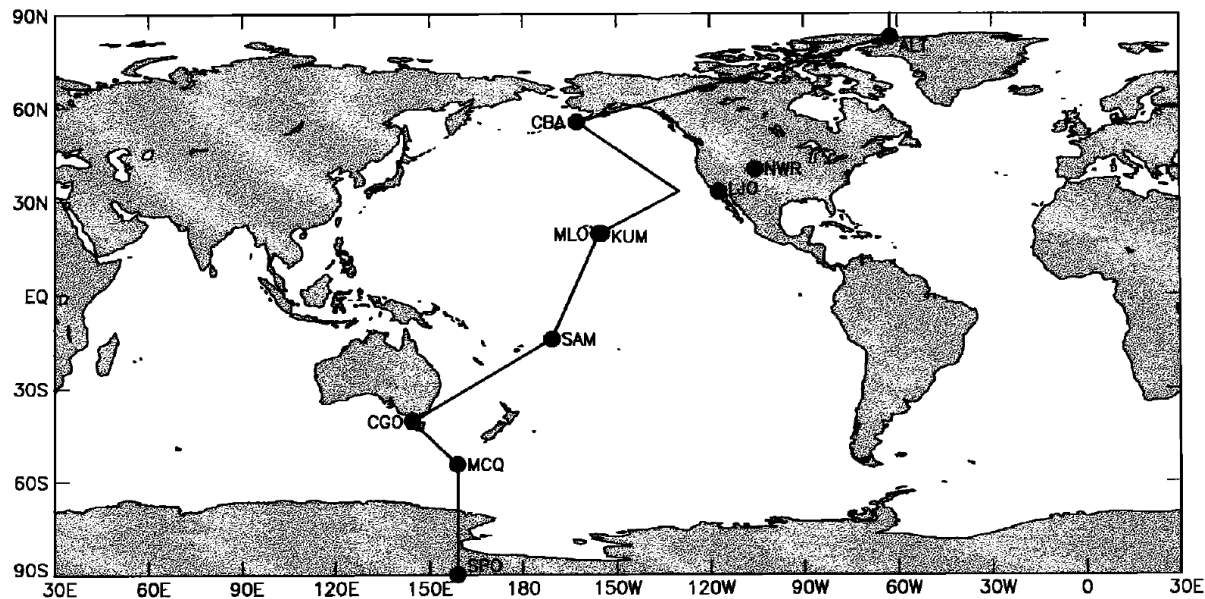 90N
ALT
60N
CBA
NWR
LJO
30N
MLO KUM
EQ
SAM
30S
CGO
MCQ
60S
SPO
90S
30E 60E 90E 120E 150E 180 150W 120W 90W 60W 30W 0 30E